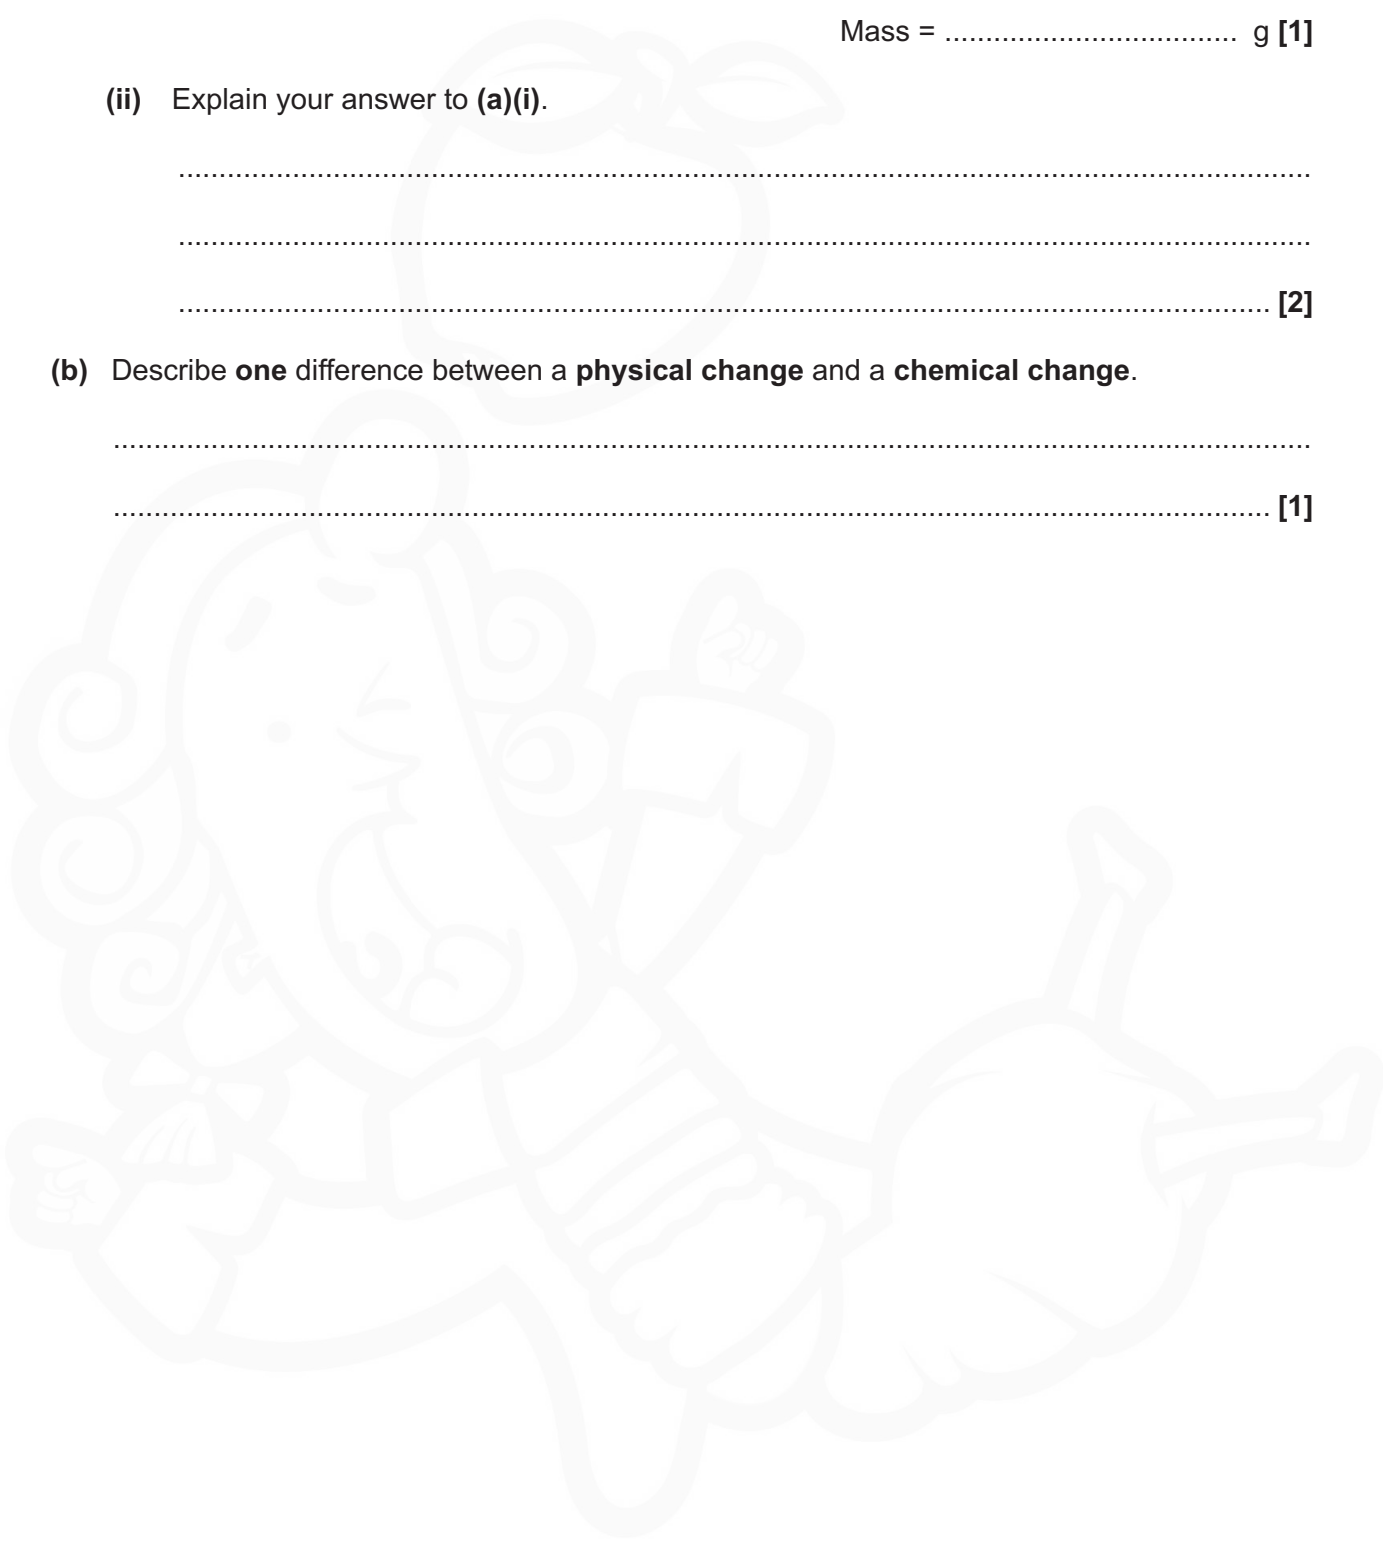 Mass = .................................... g [1]
(ii) Explain your answer to (a)(i).
...........................................................................................................................................
...........................................................................................................................................
...................................................................................................................................... [2]
(b) Describe one difference between a physical change and a chemical change.
...................................................................................................................................................
.............................................................................................................................................. [1]